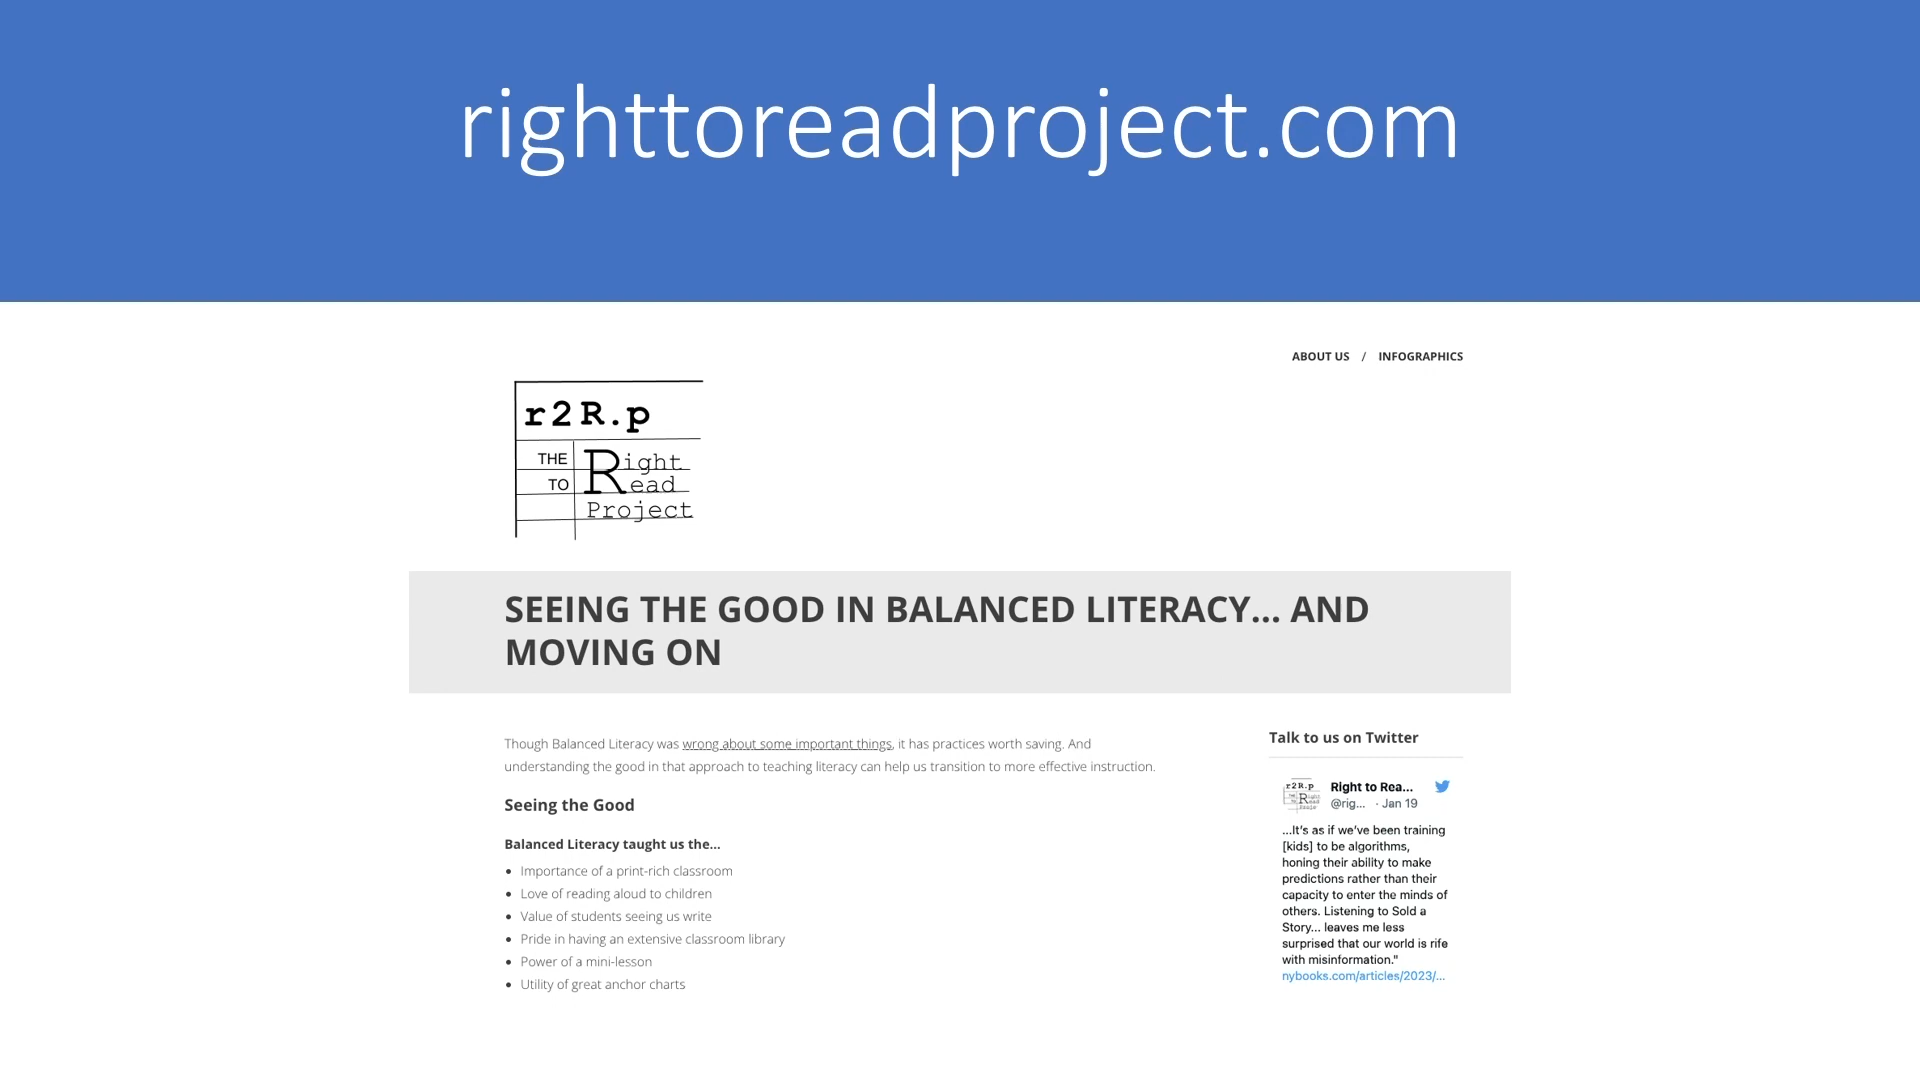 righttoreadproject.com
ABOUT US / INFOGRAPHICS
r2R.p
THE Right
TO Read
Project
SEEING THE GOOD IN BALANCED LITERACY... AND
MOVING ON
Though Balanced Literacy was wrong about some important things, it has practices worth saving. And
understanding the good in that approach to teaching literacy can help us transition to more effective instruction.
Seeing the Good
Balanced Literacy taught us the...
• Importance of a print-rich classroom
• Love of reading aloud to children
• Value of students seeing us write
• Pride in having an extensive classroom library
• Power of a mini-lesson
• Utility of great anchor charts
Talk to us on Twitter
r2R.p
Right to Rea...
@rig... · Jan 19
...It's as if we've been training
[kids] to be algorithms,
honing their ability to make
predictions rather than their
capacity to enter the minds of
others. Listening to Sold a
Story... leaves me less
surprised that our world is rife
with misinformation."
nybooks.com/articles/2023/...